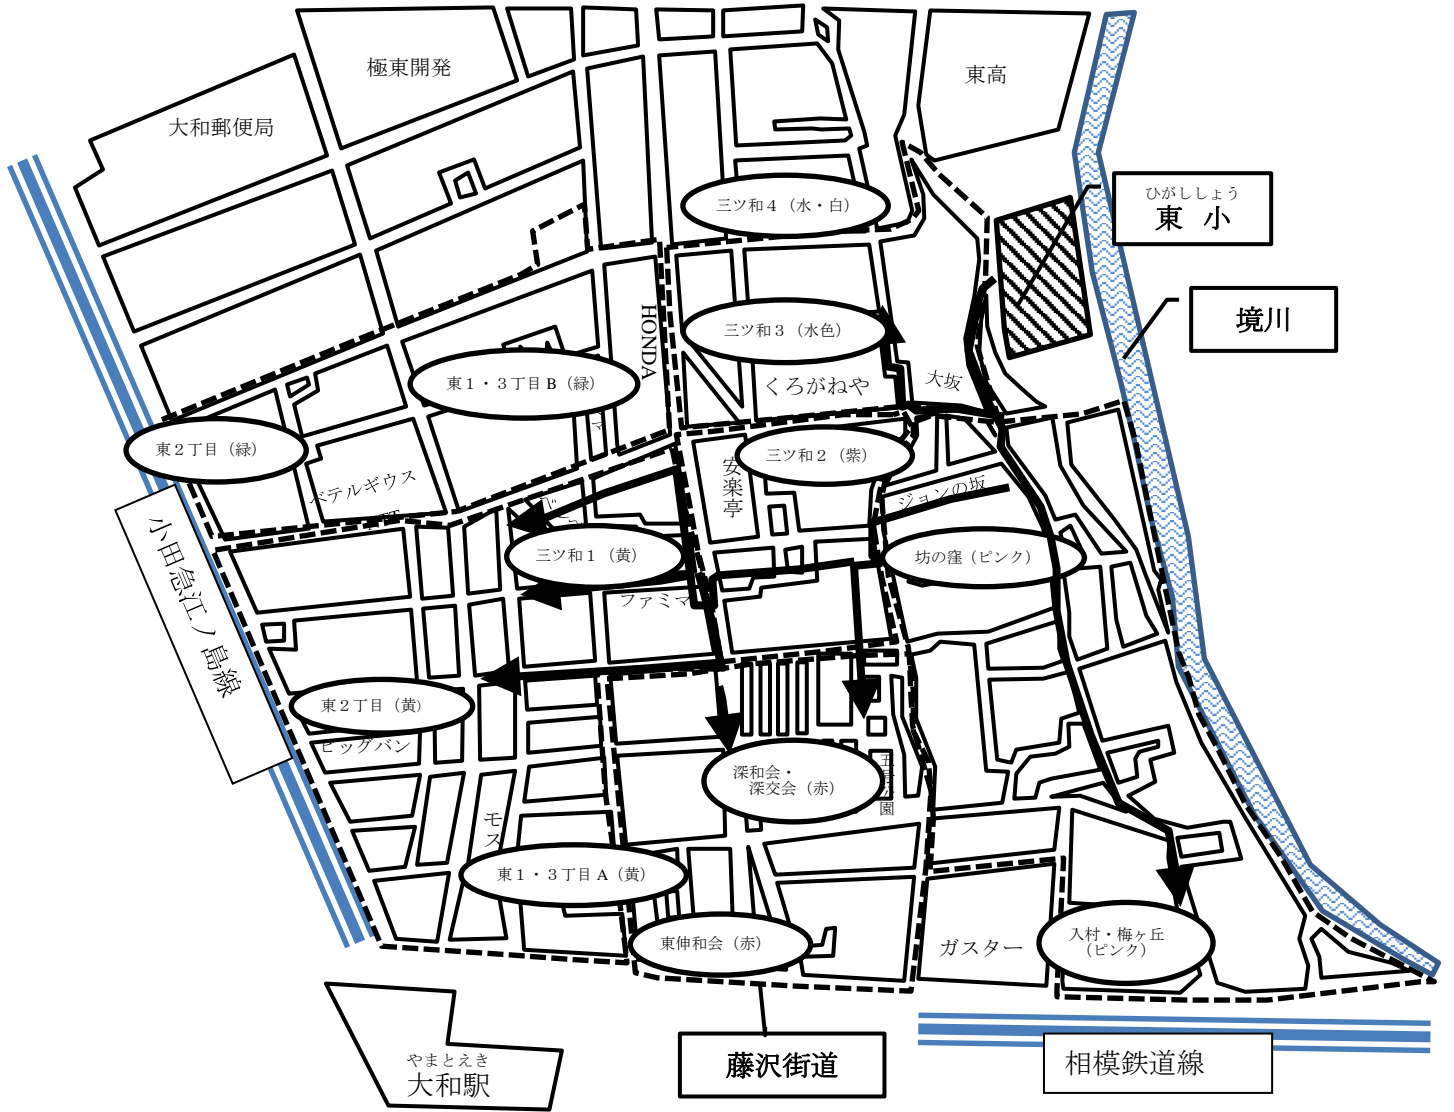 極東開発
東高
大和郵便局
ひがししょう
東 小
三ツ和４（水・白）
境川
HONDA
三ツ和３（水色）
東１・３丁目 B（緑）
くろがねや
大坂
マ
東２丁目（緑）
三ツ和２（紫）
安楽亭
ベテルギウス
ジョンの坂
三ツ和１（黄）
坊の窪（ピンク）
小田急江ノ島線
ファミマ
東２丁目（黄）
ビッグバン
深和会・
深交会（赤）
園
モス
東１・３丁目 A（黄）
東伸和会（赤）
ガスター
入村・梅ヶ丘
（ピンク）
藤沢街道
相模鉄道線
やまとえき
大和駅